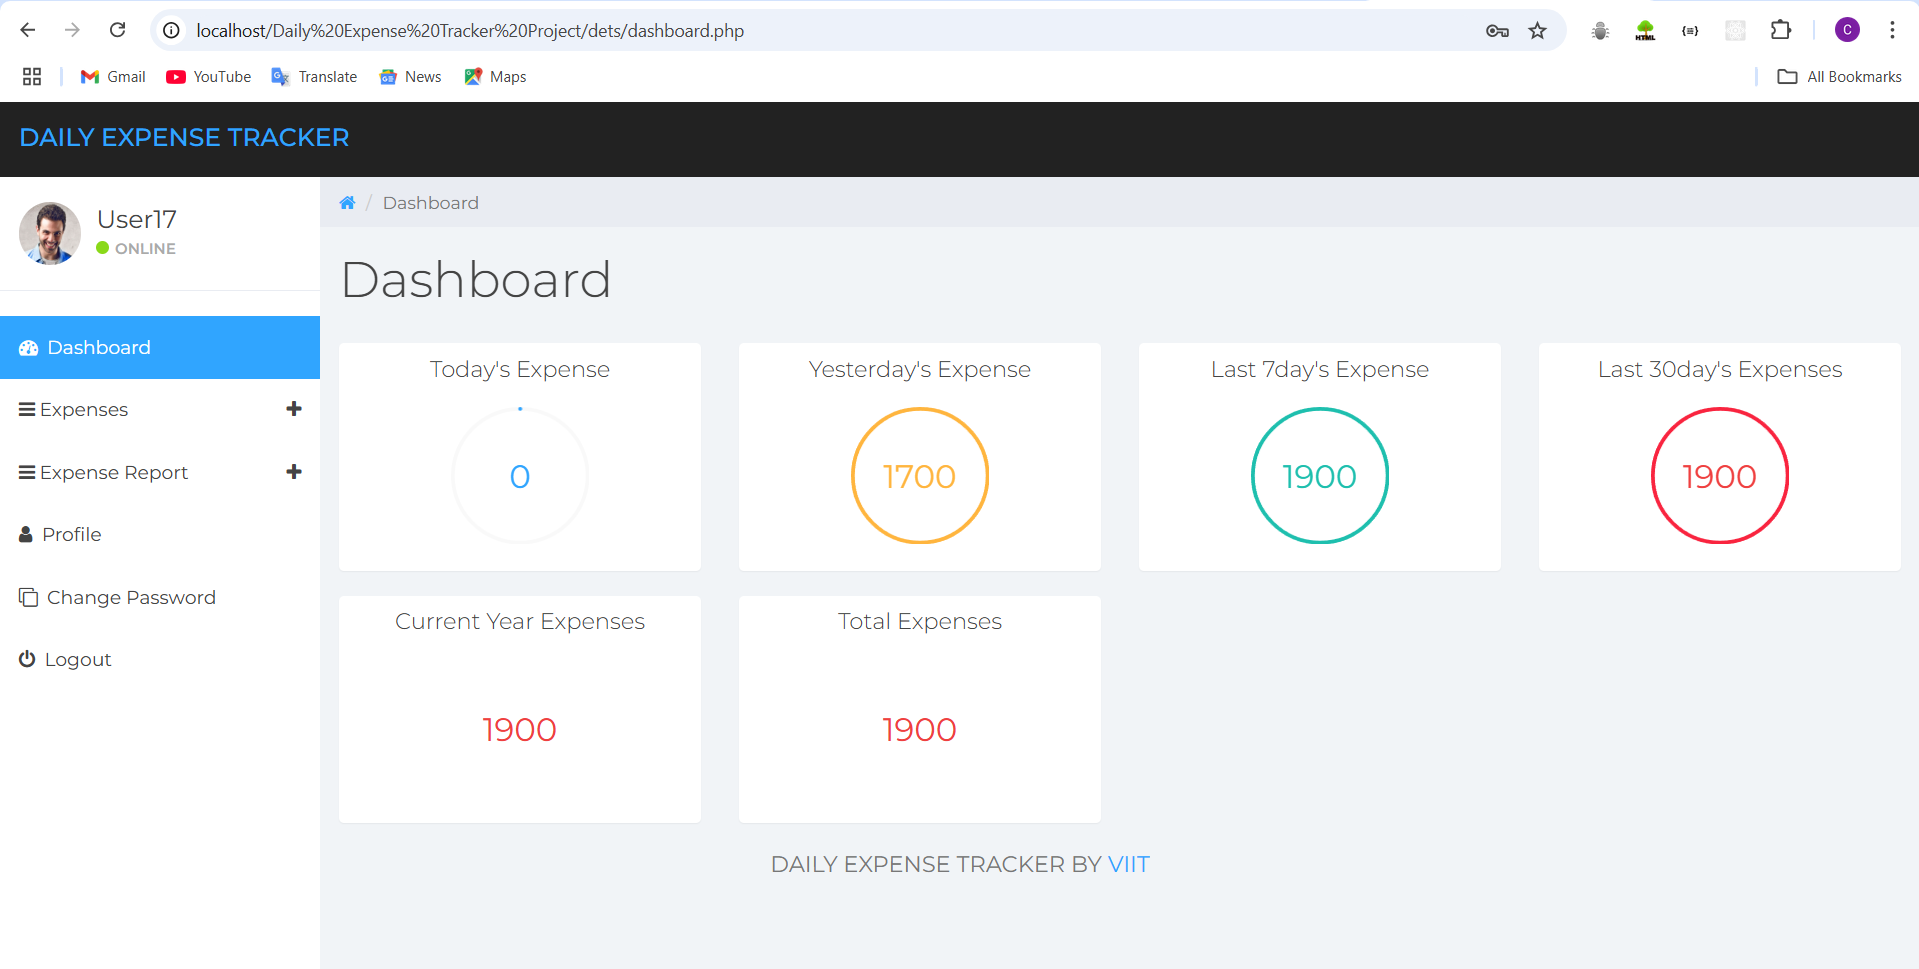 localhost/Daily%20Expense%20Tracker%20Project/dets/dashboard.php
HTML
C
Gmail YouTube Translate News Maps All Bookmarks
DAILY EXPENSE TRACKER
User17
ONLINE
/ Dashboard
Dashboard
Dashboard
Expenses
Expense Report
Profile
Change Password
Logout
Today's Expense
0
Yesterday's Expense
1700
Last 7day's Expense
1900
Last 30day's Expenses
1900
Current Year Expenses
1900
Total Expenses
1900
DAILY EXPENSE TRACKER BY VIIT